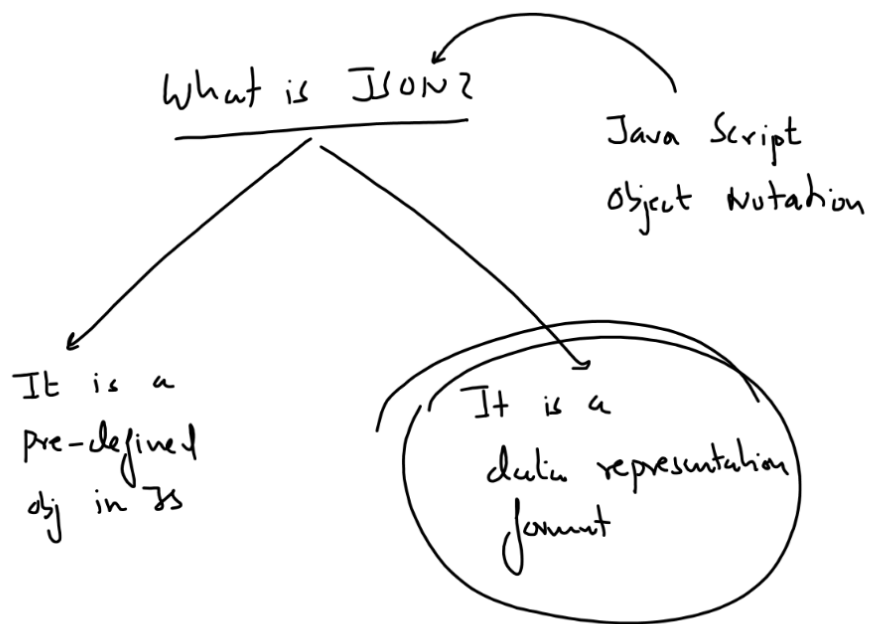 What is JSON?
Java Script
Object Notation
It is a
pre-defined
obj in JS
It is a
data representation
format